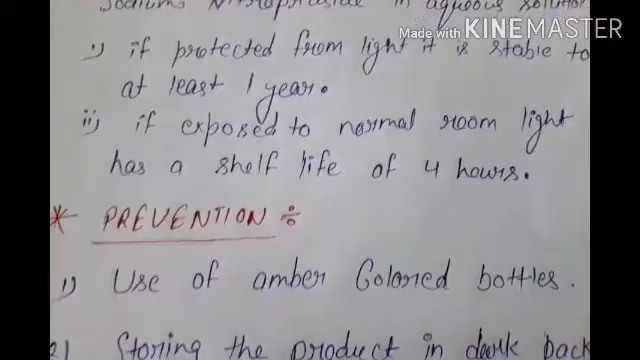 Made with KINEMASTER
Sodium Nitroprusside in aqueous solution
i) if protected from light it is stable to
at least 1 year.
ii) if exposed to normal room light
has a shelf life of 4 hours.
* PREVENTION ÷
1) Use of amber Colored bottles.
2) Storing the product in dark pack